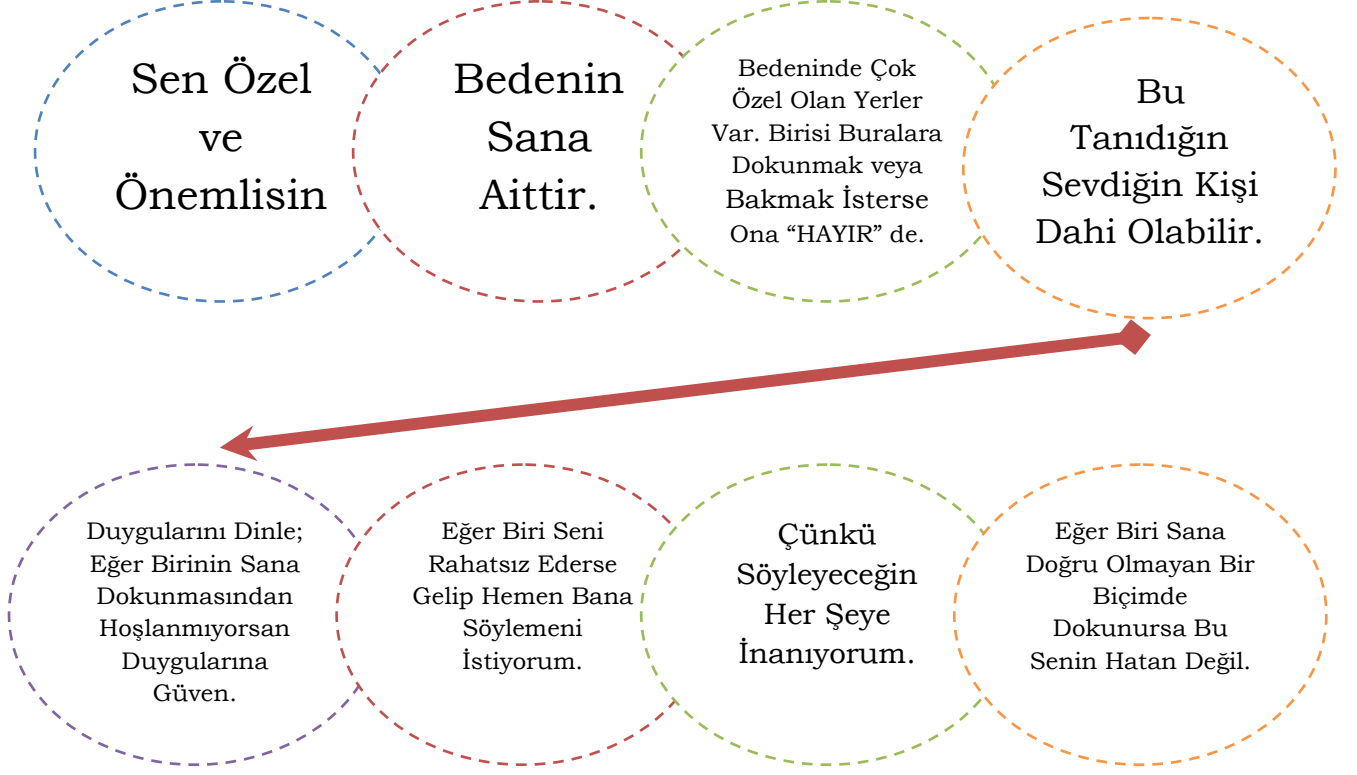 Sen Özel
ve
Önemlisin
Bedenin
Sana
Aittir.
Bedeninde Çok
Özel Olan Yerler
Var. Birisi Buralara
Dokunmak veya
Bakmak İsterse
Ona “HAYIR” de.
Bu
Tanıdığın
Sevdiğin Kişi
Dahi Olabilir.
Duygularını Dinle;
Eğer Birinin Sana
Dokunmasından
Hoşlanmıyorsan
Duygularına
Güven.
Eğer Biri Seni
Rahatsız Ederse
Gelip Hemen Bana
Söylemeni
İstiyorum.
Çünkü
Söyleyeceğin
Her Şeye
İnanıyorum.
Eğer Biri Sana
Doğru Olmayan Bir
Biçimde
Dokunursa Bu
Senin Hatan Değil.